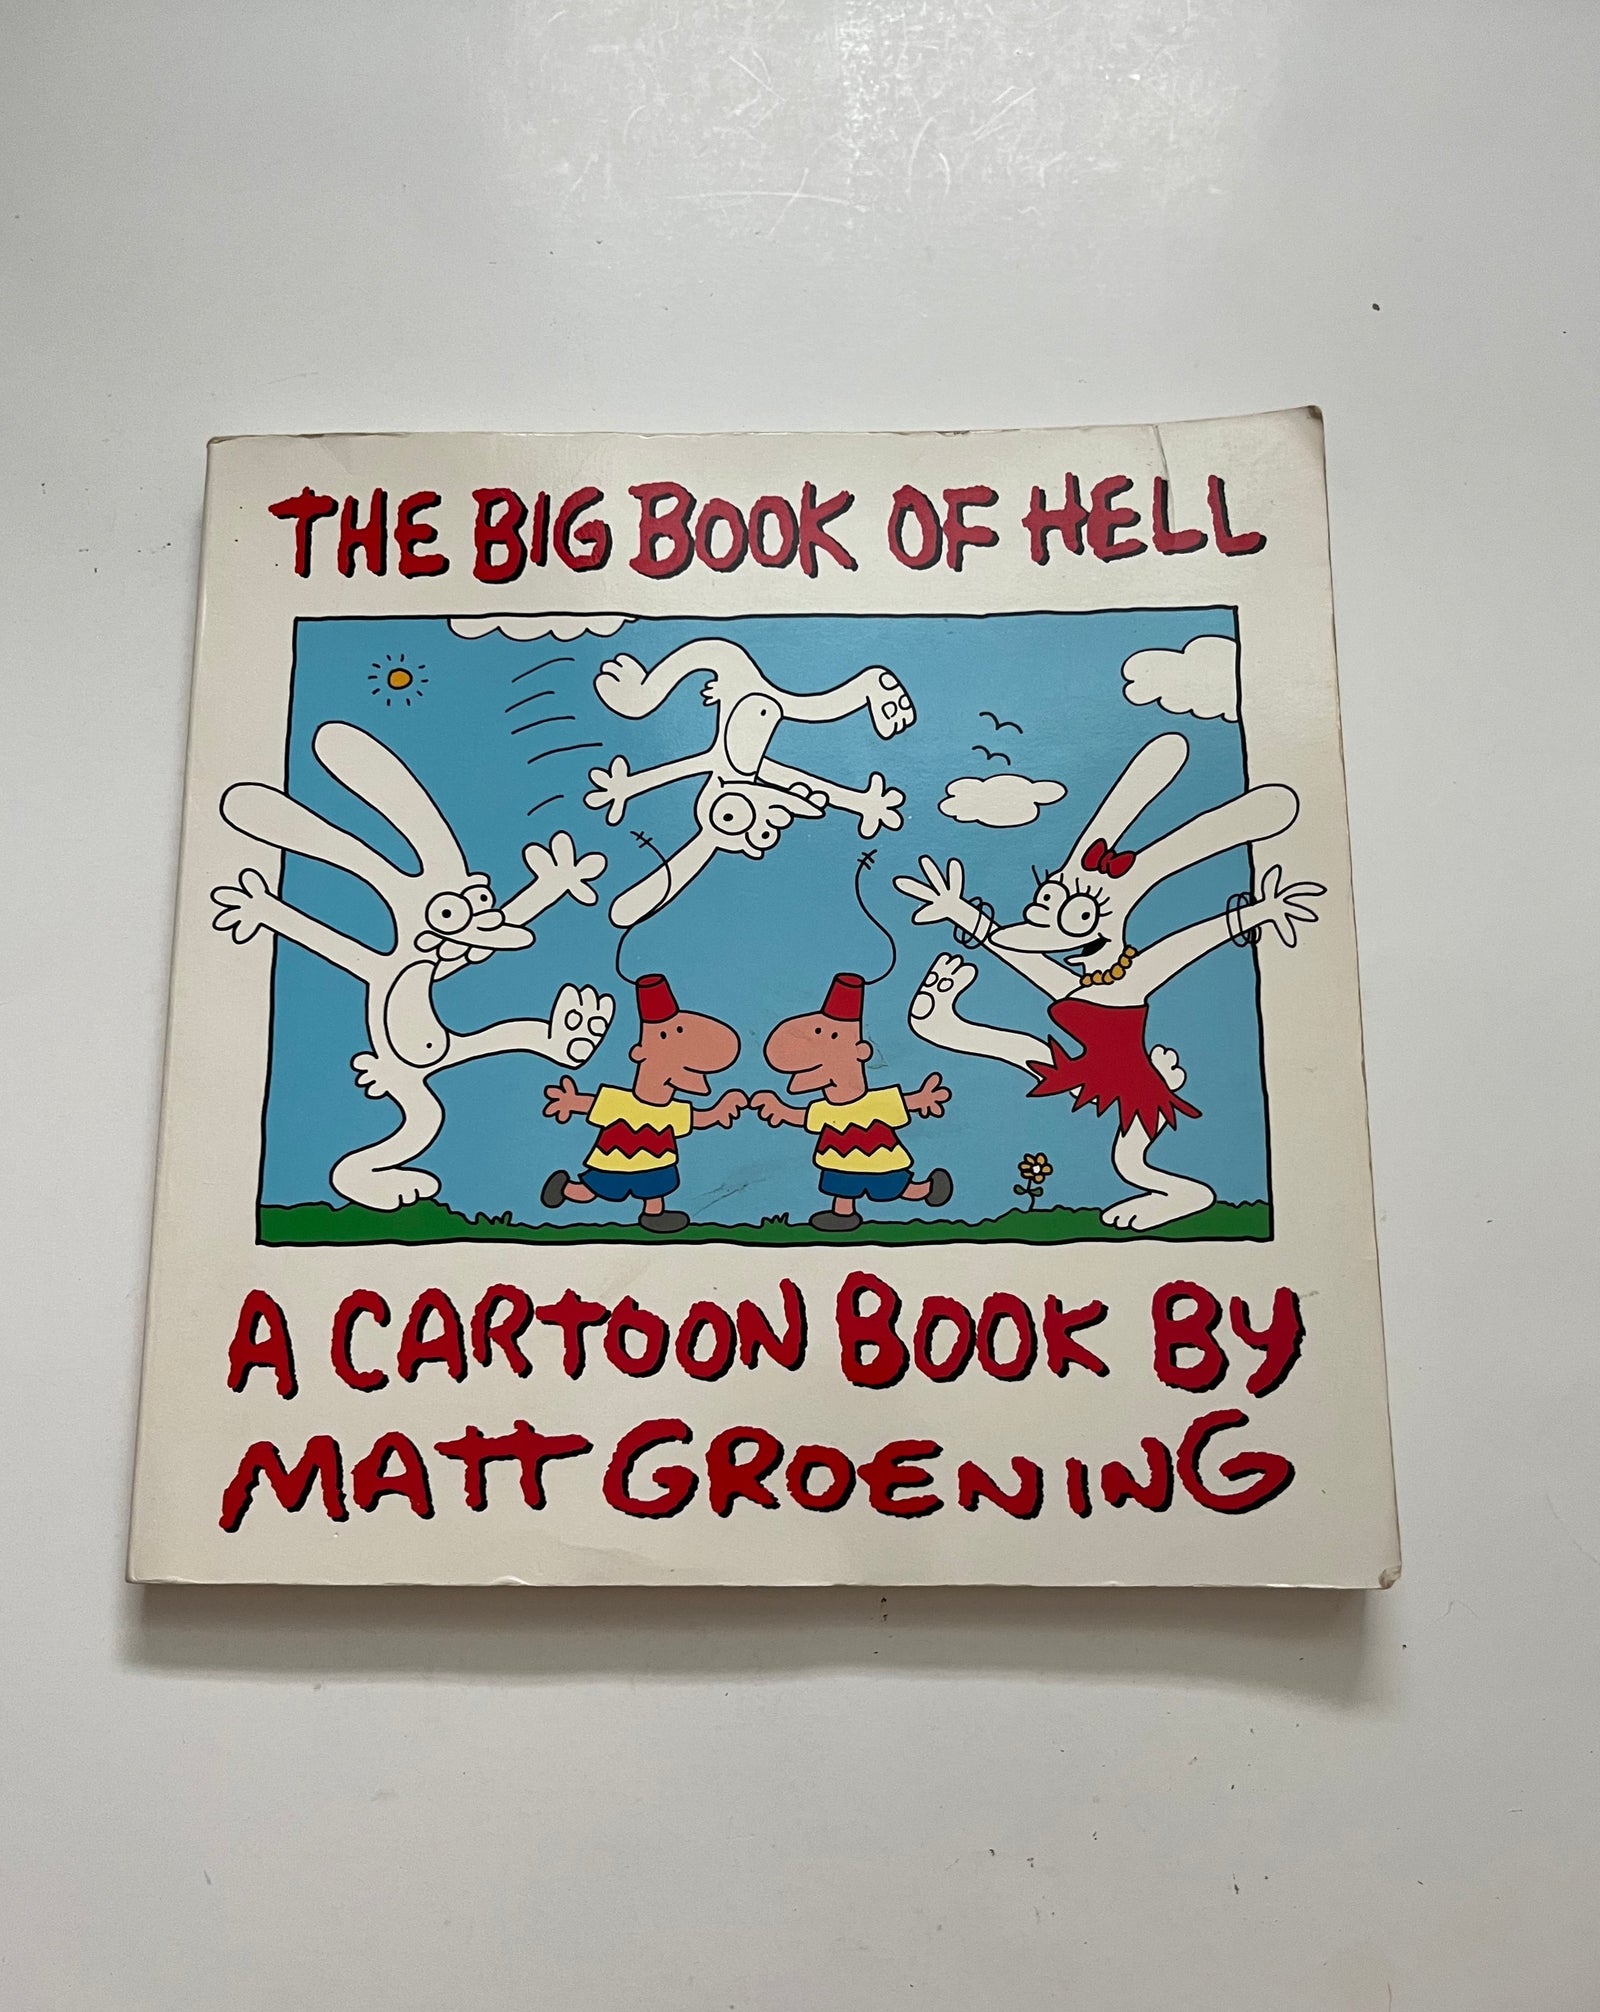 THE BIG BOOK OF HELL
A CARTOON BOOK BY
MATT GROENING